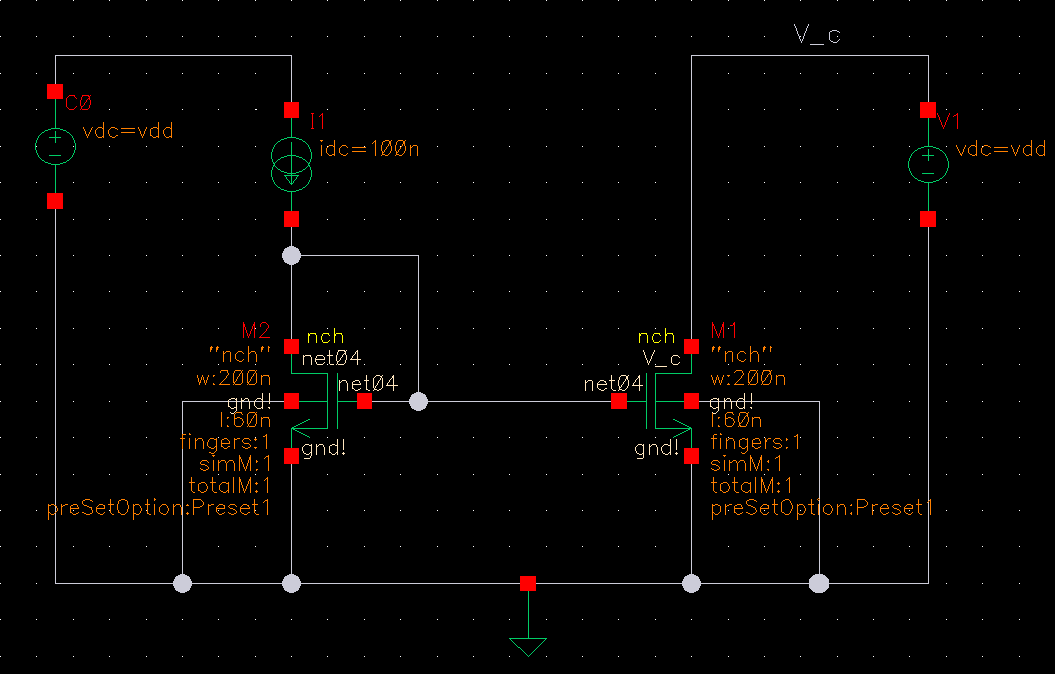 V_c
C0
vdc=vdd
I1
idc=100n
V1
vdc=vdd
M2
nch
"nch"
net04
w:200n
net04
gnd!
l:60n
fingers:1
gnd!
simM:1
totalM:1
preSetOption:Preset1
nch
M1
V_c
"nch"
net04
w:200n
gnd!
l:60n
gnd!
fingers:1
simM:1
totalM:1
preSetOption:Preset1